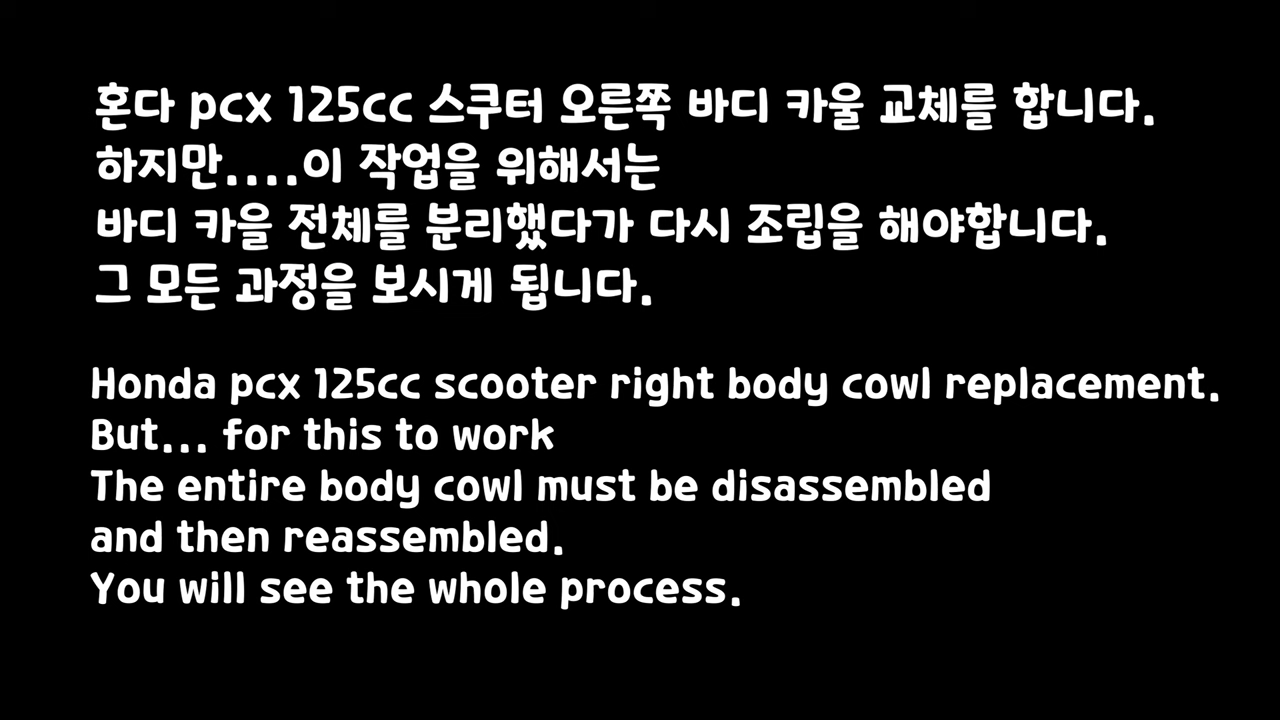 혼다 pcx 125cc 스쿠터 오른쪽 바디 카울 교체를 합니다.
하지만....이 작업을 위해서는
바디 카울 전체를 분리했다가 다시 조립을 해야합니다.
그 모든 과정을 보시게 됩니다.
Honda pcx 125cc scooter right body cowl replacement.
But... for this to work
The entire body cowl must be disassembled
and then reassembled.
You will see the whole process.